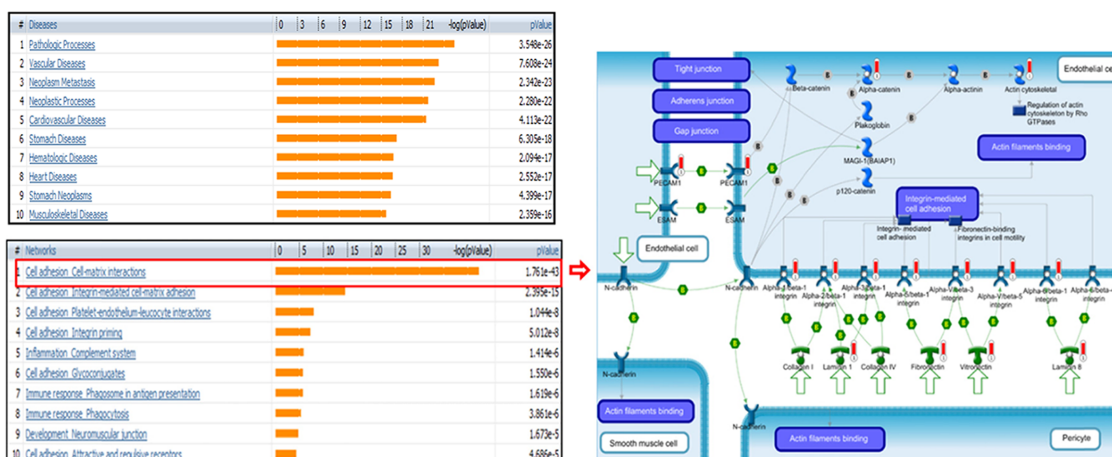 # Diseases 0 3 6 9 12 15 18 21 -log(pValue) pValue
1 Pathologic Processes 3.548e-26
2 Vascular Diseases 7.608e-24
3 Neoplasm Metastasis 2.342e-23
4 Neoplastic Processes 2.280e-22
5 Cardiovascular Diseases 4.113e-22
6 Stomach Diseases 6.305e-18
7 Hematologic Diseases 2.094e-17
8 Heart Diseases 2.552e-17
9 Stomach Neoplasms 4.399e-17
10 Musculoskeletal Diseases 2.359e-16
# Networks 0 5 10 15 20 25 30 -log(pValue) pValue
1 Cell adhesion_Cell-matrix interactions 1.761e-43
2 Cell adhesion_Integrin-mediated cell-matrix adhesion 2.395e-15
3 Cell adhesion_Platelet-endothelium-leucocyte interactions 1.044e-8
4 Cell adhesion_Integrin priming 5.012e-8
5 Inflammation_Complement system 1.414e-6
6 Cell adhesion_Glycoconjugates 1.550e-6
7 Immune response_Phagosome in antigen presentation 1.619e-6
8 Immune response_Phagocytosis 3.861e-6
9 Development_Neuromuscular junction 1.673e-5
10 Cell adhesion_Attractive and repulsive receptors 4.686e-5
Tight junction
Adherens junction
Gap junction
Beta-catenin
Alpha-catenin
Alpha-actinin
Actin cytoskeletal
Endothelial ce
Regulation of actin
cytoskeleton by Rho
GTPases
Plakoglobin
Actin filaments binding
MAGI-1(BAIAP1)
p120-catenin
PECAM1
PECAM1
ESAM
ESAM
Integrin-mediated
cell adhesion
Integrin- mediated
cell adhesion
Fibronectin-binding
integrins in cell motility
Endothelial cell
N-cadherin
N-cadherin
beta-1
integrin
Alpha-2/beta-1
integrin
Alpha-3/beta-1
integrin
beta-1
integrin
beta-3
integrin
Alpha-V/beta-5
integrin
beta-1
integrin
integrin
Collagen I
Laminin 1
Collagen IV
Fibronectin
Vitronectin
Laminin 8
N-cadherin
Actin filaments binding
Smooth muscle cell
N-cadherin
Actin filaments binding
Pericyte